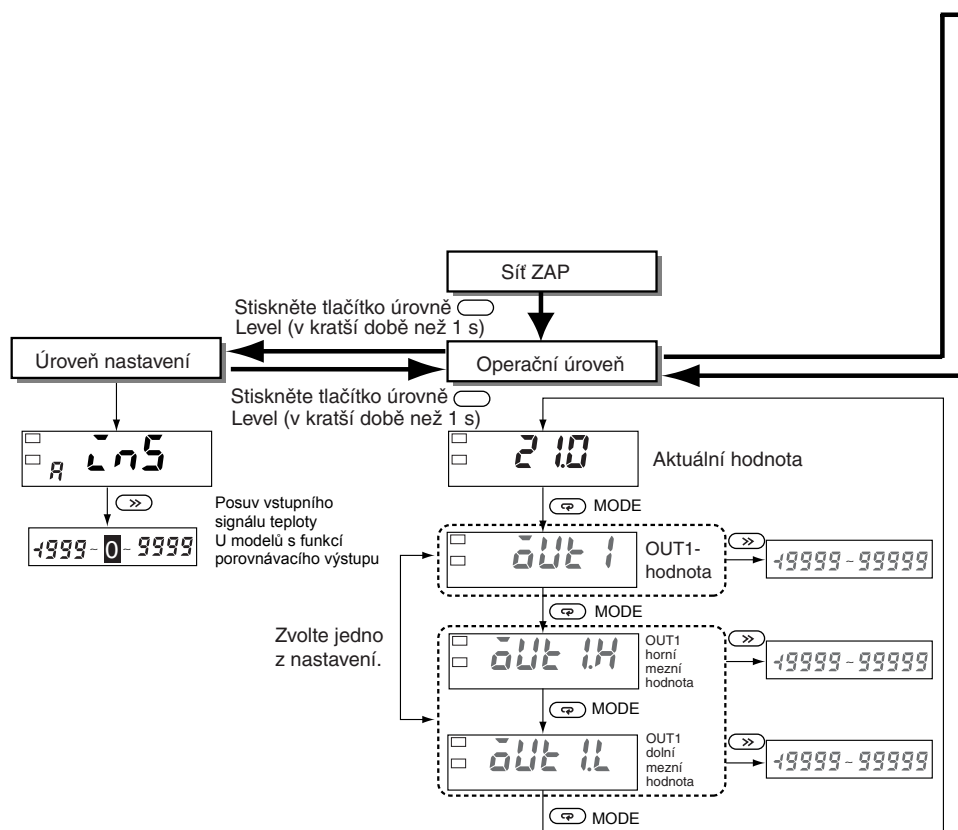 Síť ZAP
Stiskněte tlačítko úrovně
Level (v kratší době než 1 s)
Úroveň nastavení
Operační úroveň
Stiskněte tlačítko úrovně
Level (v kratší době než 1 s)
A inS
21.0
Aktuální hodnota
MODE
Posuv vstupního
signálu teploty
U modelů s funkcí
porovnávacího výstupu
-1999 ~ 0 ~ 9999
oUt 1
OUT1-
hodnota
-19999 ~ 99999
MODE
Zvolte jedno
z nastavení.
oUt 1.H
OUT1
horní
mezní
hodnota
-19999 ~ 99999
MODE
oUt 1.L
OUT1
dolní
mezní
hodnota
-19999 ~ 99999
MODE